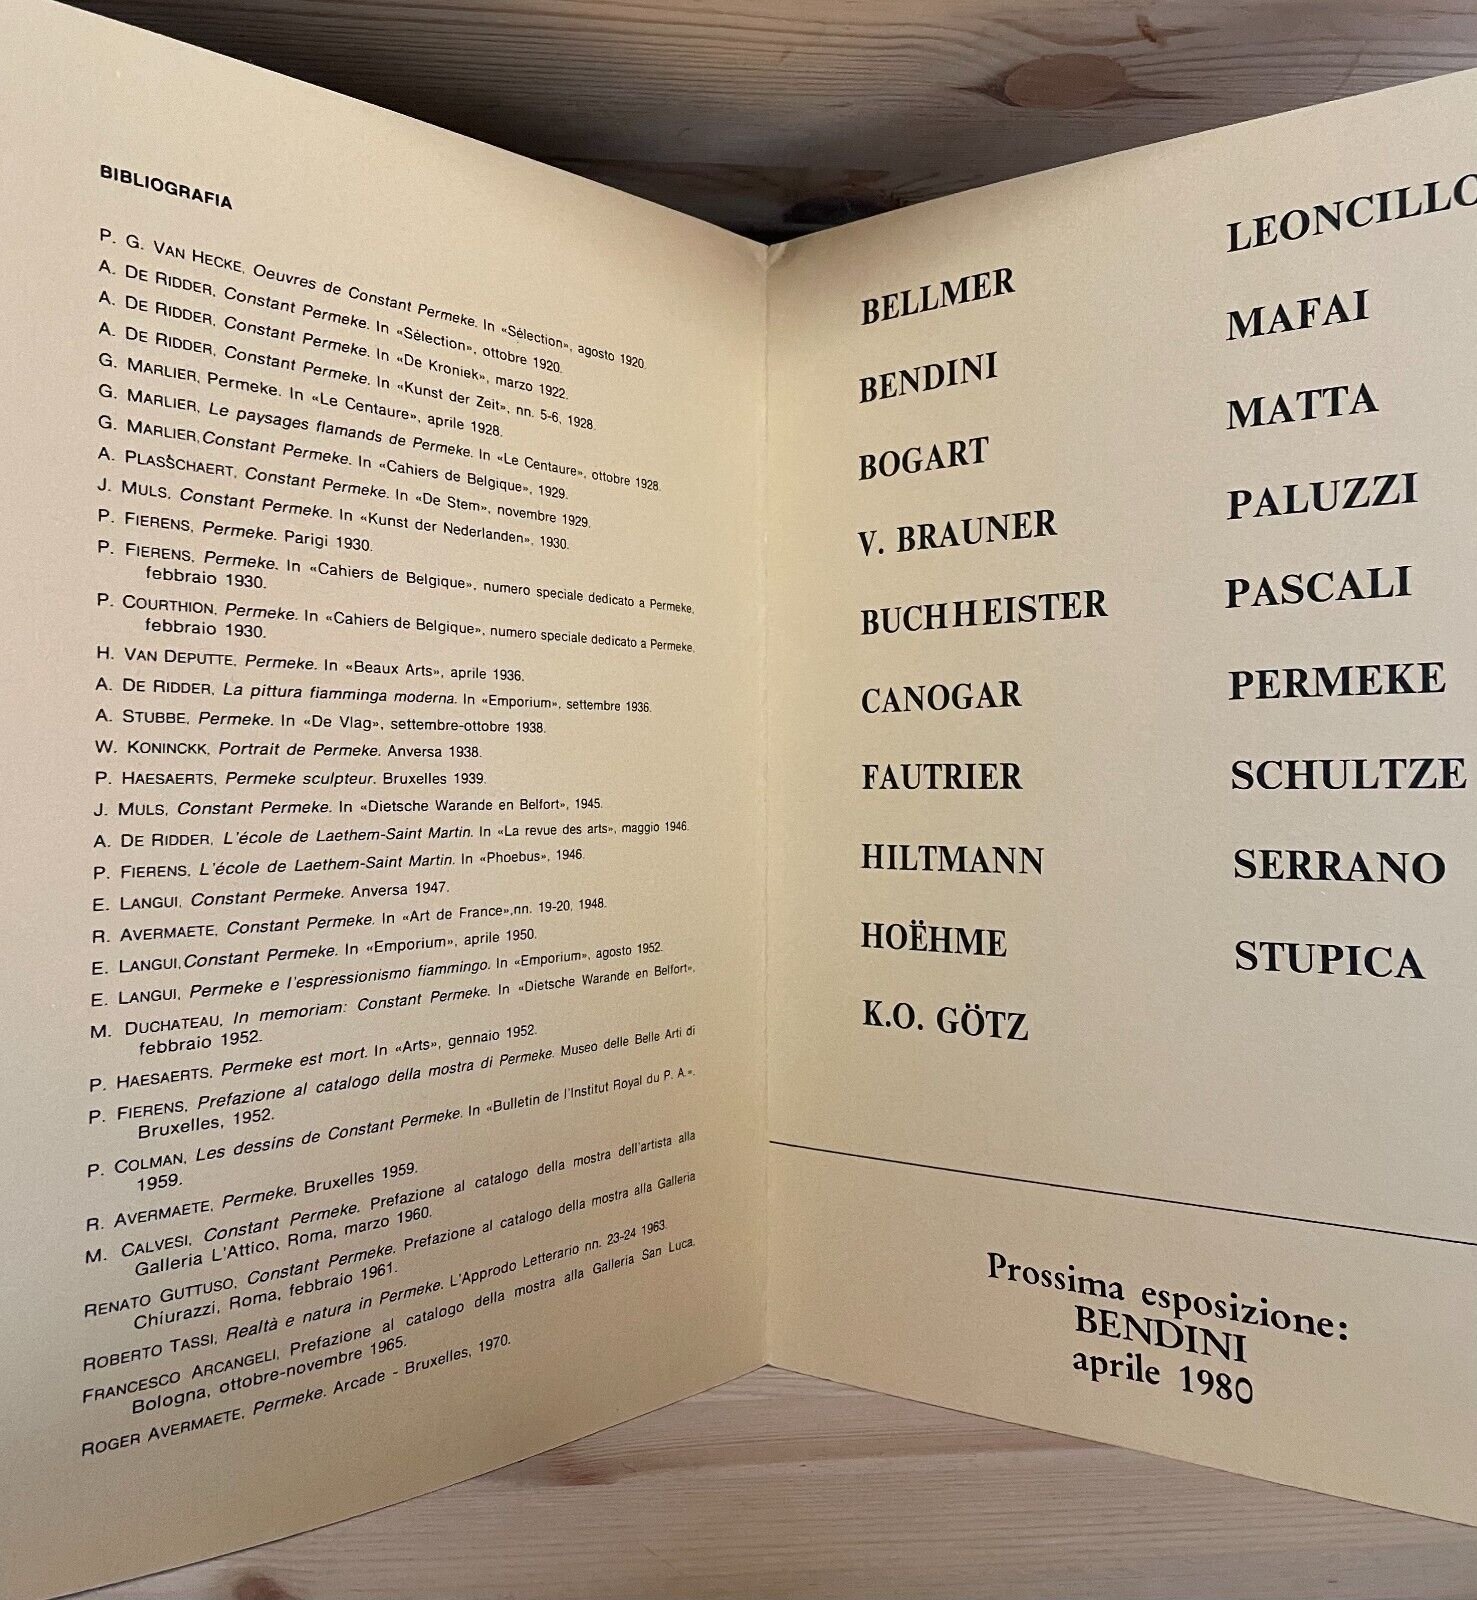 BIBLIOGRAFIA
P. G. VAN HECKE, Oeuvres de Constant Permeke. In «Sélection», agosto 1920.
A. DE RIDDER, Constant Permeke. In «Sélection», ottobre 1920.
A. DE RIDDER, Constant Permeke. In «De Kroniek», marzo 1922.
A. DE RIDDER, Constant Permeke. In «Kunst der Zeit», nn. 5-6, 1928.
G. MARLIER, Permeke. In «Le Centaure», aprile 1928.
G. MARLIER, Le paysages flamands de Permeke. In «Le Centaure», ottobre 1928.
G. MARLIER, Constant Permeke. In «Cahiers de Belgique», 1929.
A. PLASSCHAERT, Constant Permeke. In «De Stem», novembre 1929.
J. MULS, Constant Permeke. In «Kunst der Nederlanden», 1930.
P. FIERENS, Permeke. Parigi 1930.
P. FIERENS, Permeke. In «Cahiers de Belgique», numero speciale dedicato a Permeke,
febbraio 1930.
P. COURTHION, Permeke. In «Cahiers de Belgique», numero speciale dedicato a Permeke,
febbraio 1930.
H. VAN DEPUTTE, Permeke. In «Beaux Arts», aprile 1936.
A. DE RIDDER, La pittura fiamminga moderna. In «Emporium», settembre 1936.
A. STUBBE, Permeke. In «De Vlag», settembre-ottobre 1938.
W. KONINCKK, Portrait de Permeke. Anversa 1938.
P. HAESAERTS, Permeke sculpteur. Bruxelles 1939.
J. MULS, Constant Permeke. In «Dietsche Warande en Belfort», 1945.
A. DE RIDDER, L'école de Laethem-Saint Martin. In «La revue des arts», maggio 1946.
P. FIERENS, L'école de Laethem-Saint Martin. In «Phoebus», 1946.
E. LANGUI, Constant Permeke. Anversa 1947.
R. AVERMAETE, Constant Permeke. In «Art de France»,nn. 19-20, 1948.
E. LANGUI,Constant Permeke. In «Emporium», aprile 1950.
E. LANGUI, Permeke e l'espressionismo fiammingo. In «Emporium», agosto 1952.
M. DUCHATEAU, In memoriam: Constant Permeke. In «Dietsche Warande en Belfort»,
febbraio 1952.
P. HAESAERTS, Permeke est mort. In «Arts», gennaio 1952.
P. FIERENS, Prefazione al catalogo della mostra di Permeke. Museo delle Belle Arti di
Bruxelles, 1952.
P. COLMAN, Les dessins de Constant Permeke. In «Bulletin de l'Institut Royal du P. A.»,
1959.
R. AVERMAETE, Permeke. Bruxelles 1959.
M. CALVESI, Constant Permeke. Prefazione al catalogo della mostra dell'artista alla
Galleria L'Attico, Roma, marzo 1960.
RENATO GUTTUSO, Constant Permeke. Prefazione al catalogo della mostra alla Galleria
Chiurazzi, Roma, febbraio 1961.
ROBERTO TASSI, Realtà e natura in Permeke. L'Approdo Letterario nn. 23-24 1963.
FRANCESCO ARCANGELI, Prefazione al catalogo della mostra alla Galleria San Luca,
Bologna, ottobre-novembre 1965.
ROGER AVERMAETE, Permeke. Arcade - Bruxelles, 1970.
BELLMER
BENDINI
BOGART
V. BRAUNER
BUCHHEISTER
CANOGAR
FAUTRIER
HILTMANN
HOËHME
K.O. GÖTZ
LEONCILLO
MAFAI
MATTA
PALUZZI
PASCALI
PERMEKE
SCHULTZE
SERRANO
STUPICA
Prossima esposizione:
BENDINI
aprile 1980